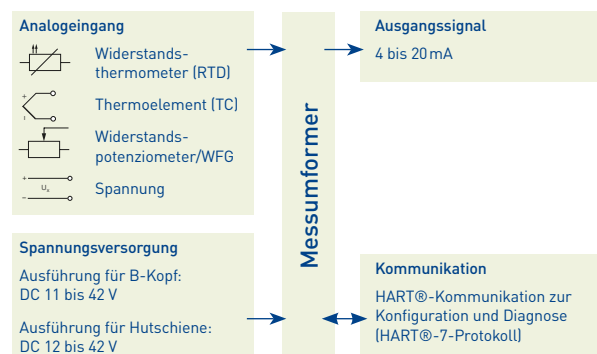 Analogeingang
Widerstands-
thermometer (RTD)
+
–
Thermoelement (TC)
Widerstands-
potenziometer/WFG
+
Uₓ
–
Spannung
Spannungsversorgung
Ausführung für B-Kopf:
DC 11 bis 42 V
Ausführung für Hutschiene:
DC 12 bis 42 V
Messumformer
Ausgangssignal
4 bis 20 mA
Kommunikation
HART®-Kommunikation zur
Konfiguration und Diagnose
(HART®-7-Protokoll)